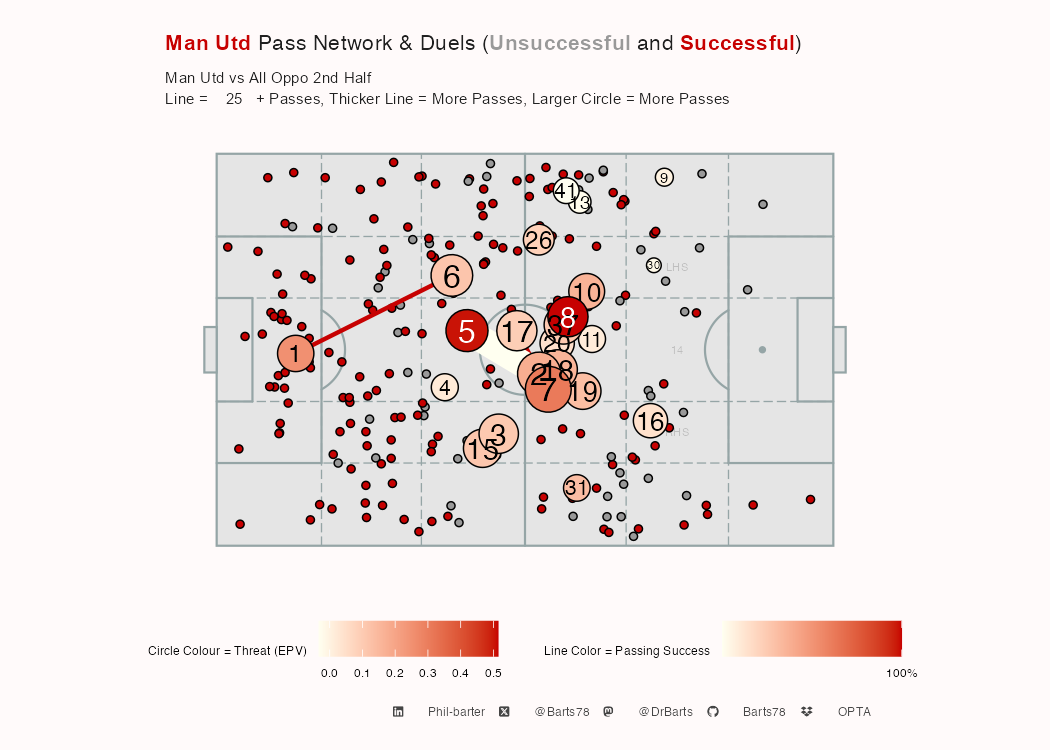 Man Utd Pass Network & Duels (Unsuccessful and Successful)
Man Utd vs All Oppo 2nd Half
Line = 25 + Passes, Thicker Line = More Passes, Larger Circle = More Passes
9
41
13
26
30
LHS
6
10
8
5
17
11
20
14
1
18
2
7
19
4
16
RHS
3
15
31
Circle Colour = Threat (EPV)
0.0 0.1 0.2 0.3 0.4 0.5
Line Color = Passing Success
100%
Phil-barter @Barts78 @DrBarts Barts78 OPTA